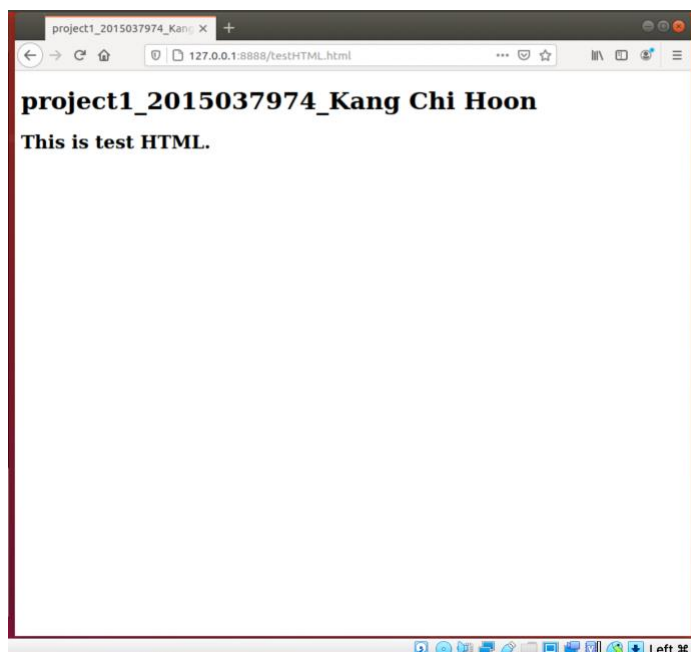 project1_2015037974_Kang
127.0.0.1:8888/testHTML.html
project1_2015037974_Kang Chi Hoon
This is test HTML.
Left ⌘